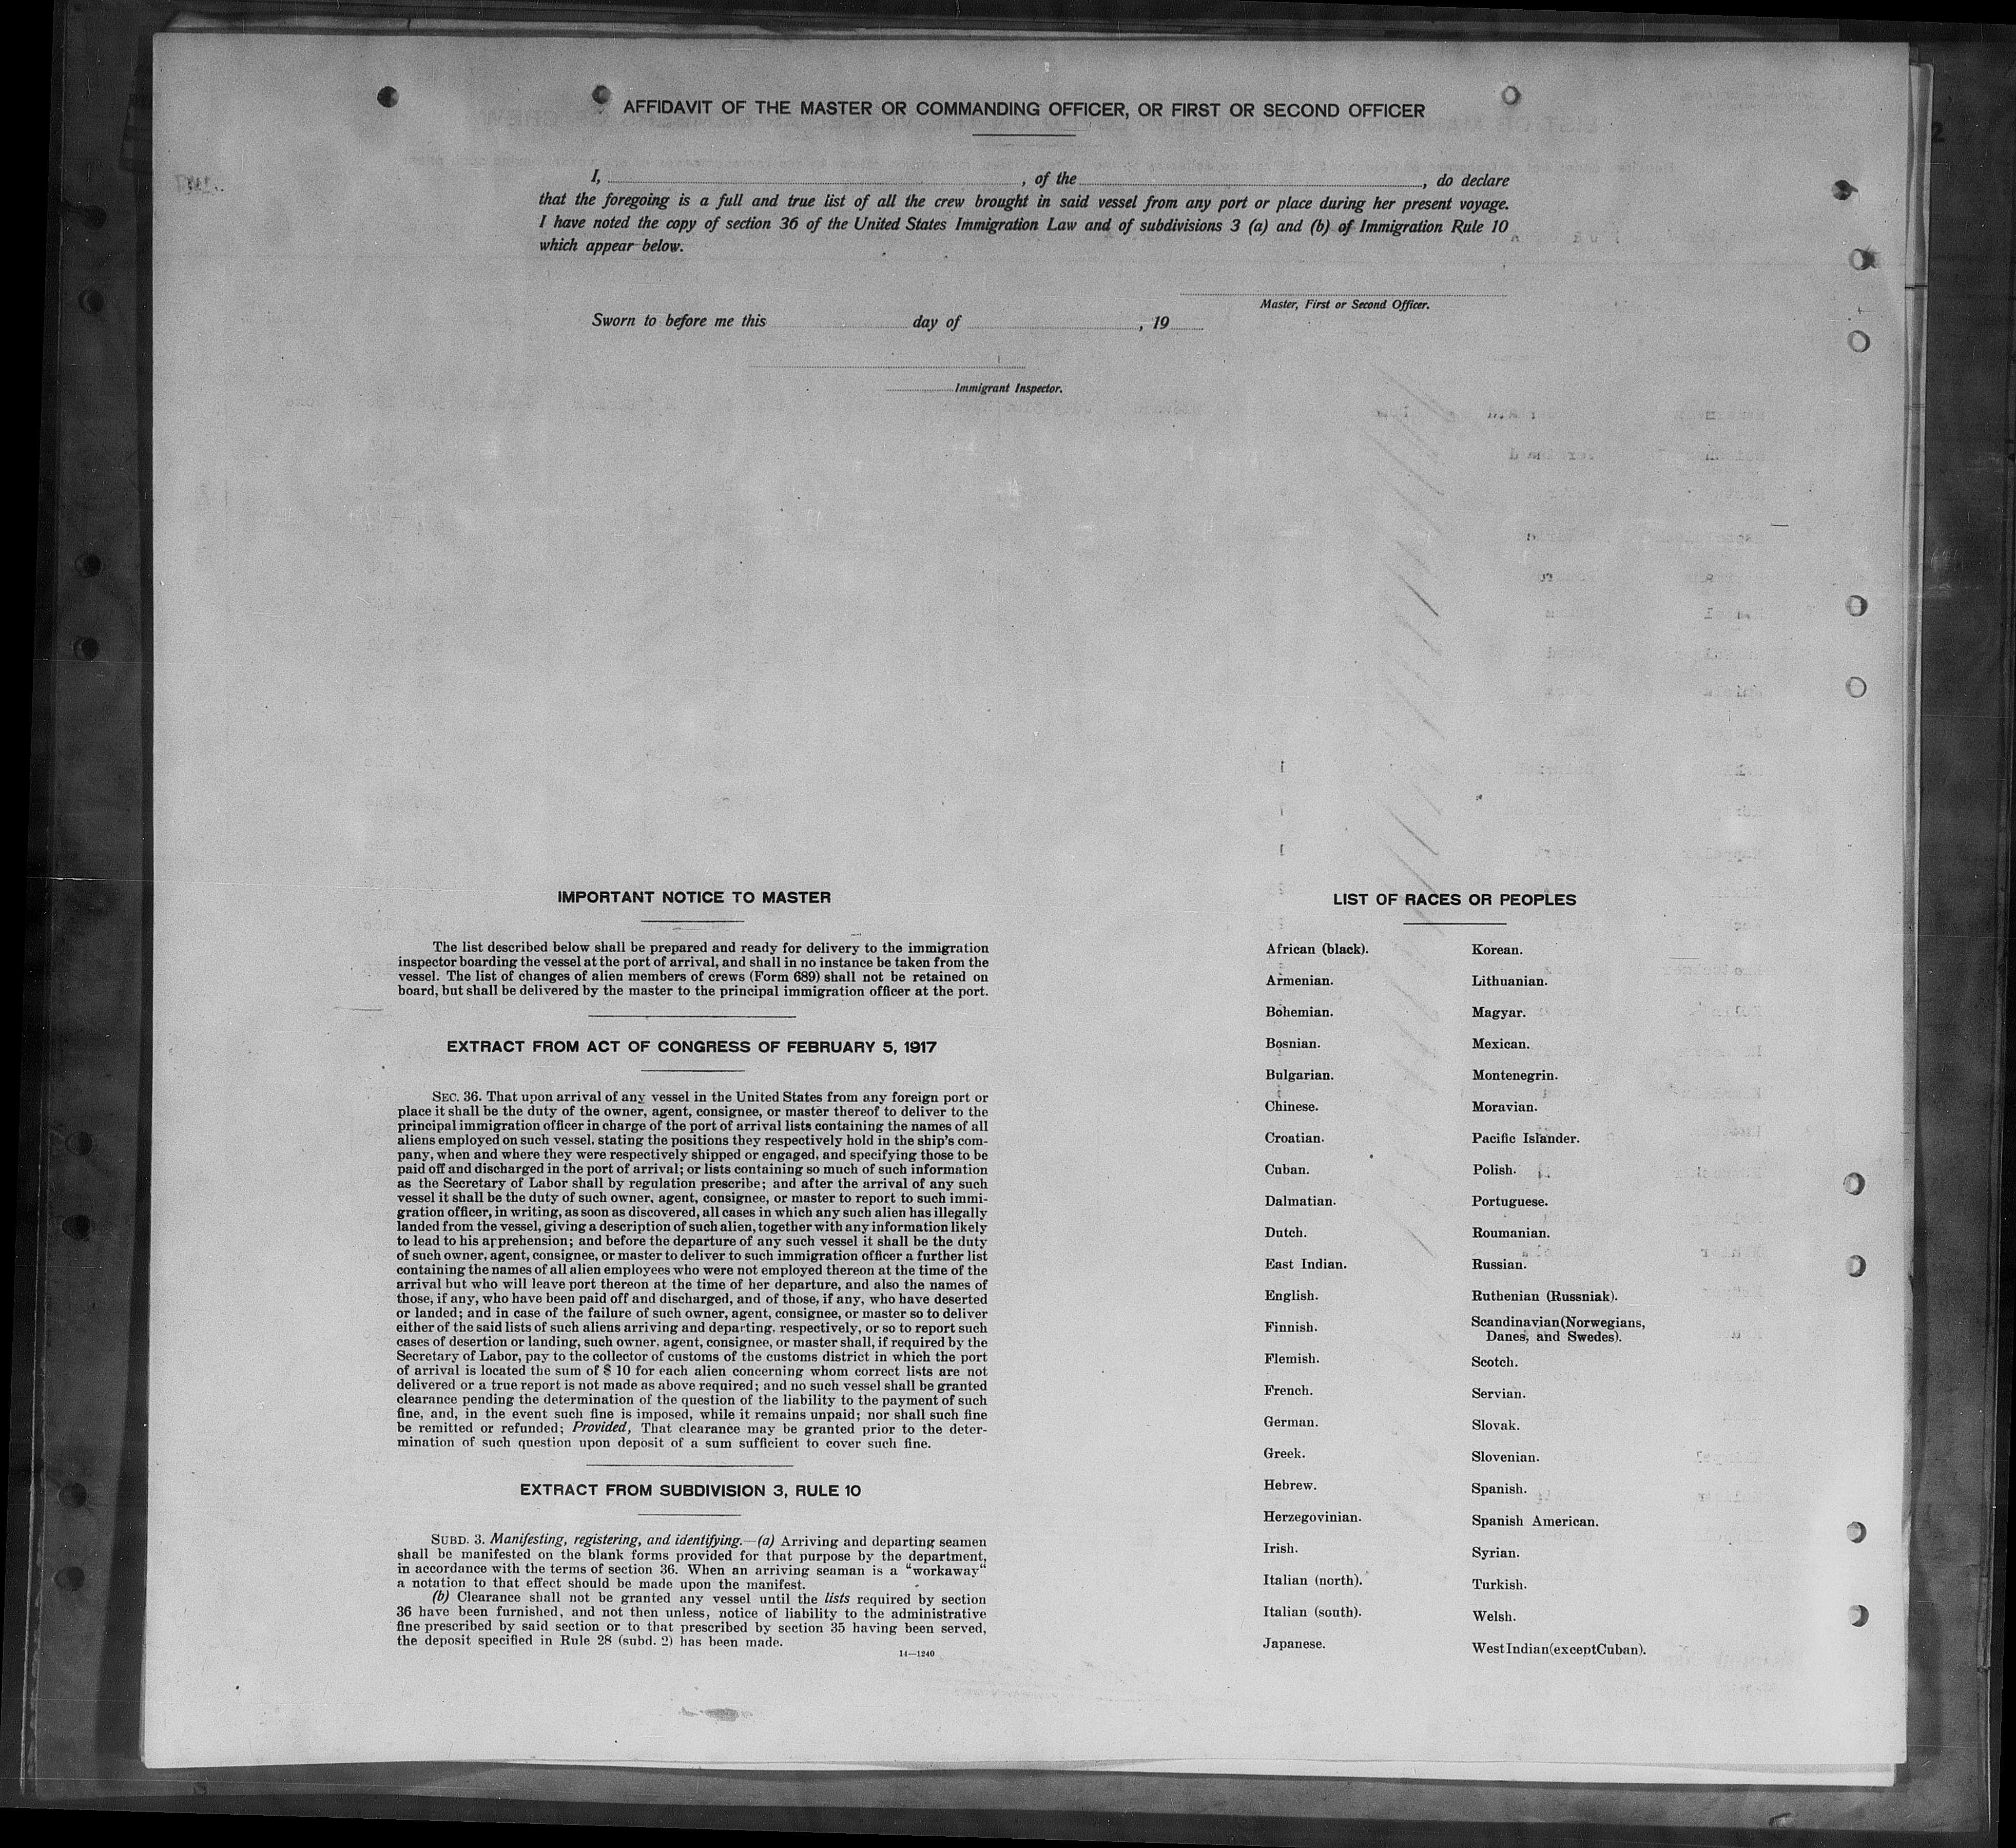 AFFIDAVIT OF THE MASTER OR COMMANDING OFFICER, OR FIRST OR SECOND OFFICER
I, , of the , do declare
that the foregoing is a full and true list of all the crew brought in said vessel from any port or place during her present voyage.
I have noted the copy of section 36 of the United States Immigration Law and of subdivisions 3 (a) and (b) of Immigration Rule 10
which appear below.
Master, First or Second Officer.
Sworn to before me this day of , 19
Immigrant Inspector.
IMPORTANT NOTICE TO MASTER
The list described below shall be prepared and ready for delivery to the immigration
inspector boarding the vessel at the port of arrival, and shall in no instance be taken from the
vessel. The list of changes of alien members of crews (Form 689) shall not be retained on
board, but shall be delivered by the master to the principal immigration officer at the port.
EXTRACT FROM ACT OF CONGRESS OF FEBRUARY 5, 1917
SEC. 36. That upon arrival of any vessel in the United States from any foreign port or
place it shall be the duty of the owner, agent, consignee, or master thereof to deliver to the
principal immigration officer in charge of the port of arrival lists containing the names of all
aliens employed on such vessel, stating the positions they respectively hold in the ship's com-
pany, when and where they were respectively shipped or engaged, and specifying those to be
paid off and discharged in the port of arrival; or lists containing so much of such information
as the Secretary of Labor shall by regulation prescribe; and after the arrival of any such
vessel it shall be the duty of such owner, agent, consignee, or master to report to such immi-
gration officer, in writing, as soon as discovered, all cases in which any such alien has illegally
landed from the vessel, giving a description of such alien, together with any information likely
to lead to his apprehension; and before the departure of any such vessel it shall be the duty
of such owner, agent, consignee, or master to deliver to such immigration officer a further list
containing the names of all alien employees who were not employed thereon at the time of the
arrival but who will leave port thereon at the time of her departure, and also the names of
those, if any, who have been paid off and discharged, and of those, if any, who have deserted
or landed; and in case of the failure of such owner, agent, consignee, or master so to deliver
either of the said lists of such aliens arriving and departing, respectively, or so to report such
cases of desertion or landing, such owner, agent, consignee, or master shall, if required by the
Secretary of Labor, pay to the collector of customs of the customs district in which the port
of arrival is located the sum of $ 10 for each alien concerning whom correct lists are not
delivered or a true report is not made as above required; and no such vessel shall be granted
clearance pending the determination of the question of the liability to the payment of such
fine, and, in the event such fine is imposed, while it remains unpaid; nor shall such fine
be remitted or refunded; Provided, That clearance may be granted prior to the deter-
mination of such question upon deposit of a sum sufficient to cover such fine.
EXTRACT FROM SUBDIVISION 3, RULE 10
SUBD. 3. Manifesting, registering, and identifying.—(a) Arriving and departing seamen
shall be manifested on the blank forms provided for that purpose by the department,
in accordance with the terms of section 36. When an arriving seaman is a "workaway"
a notation to that effect should be made upon the manifest.
(b) Clearance shall not be granted any vessel until the lists required by section
36 have been furnished, and not then unless, notice of liability to the administrative
fine prescribed by said section or to that prescribed by section 35 having been served,
the deposit specified in Rule 28 (subd. 2) has been made.
14—1240
LIST OF RACES OR PEOPLES
African (black).
Armenian.
Bohemian.
Bosnian.
Bulgarian.
Chinese.
Croatian.
Cuban.
Dalmatian.
Dutch.
East Indian.
English.
Finnish.
Flemish.
French.
German.
Greek.
Hebrew.
Herzegovinian.
Irish.
Italian (north).
Italian (south).
Japanese.
Korean.
Lithuanian.
Magyar.
Mexican.
Montenegrin.
Moravian.
Pacific Islander.
Polish.
Portuguese.
Roumanian.
Russian.
Ruthenian (Russniak).
Scandinavian(Norwegians,
Danes, and Swedes).
Scotch.
Servian.
Slovak.
Slovenian.
Spanish.
Spanish American.
Syrian.
Turkish.
Welsh.
West Indian(except Cuban).